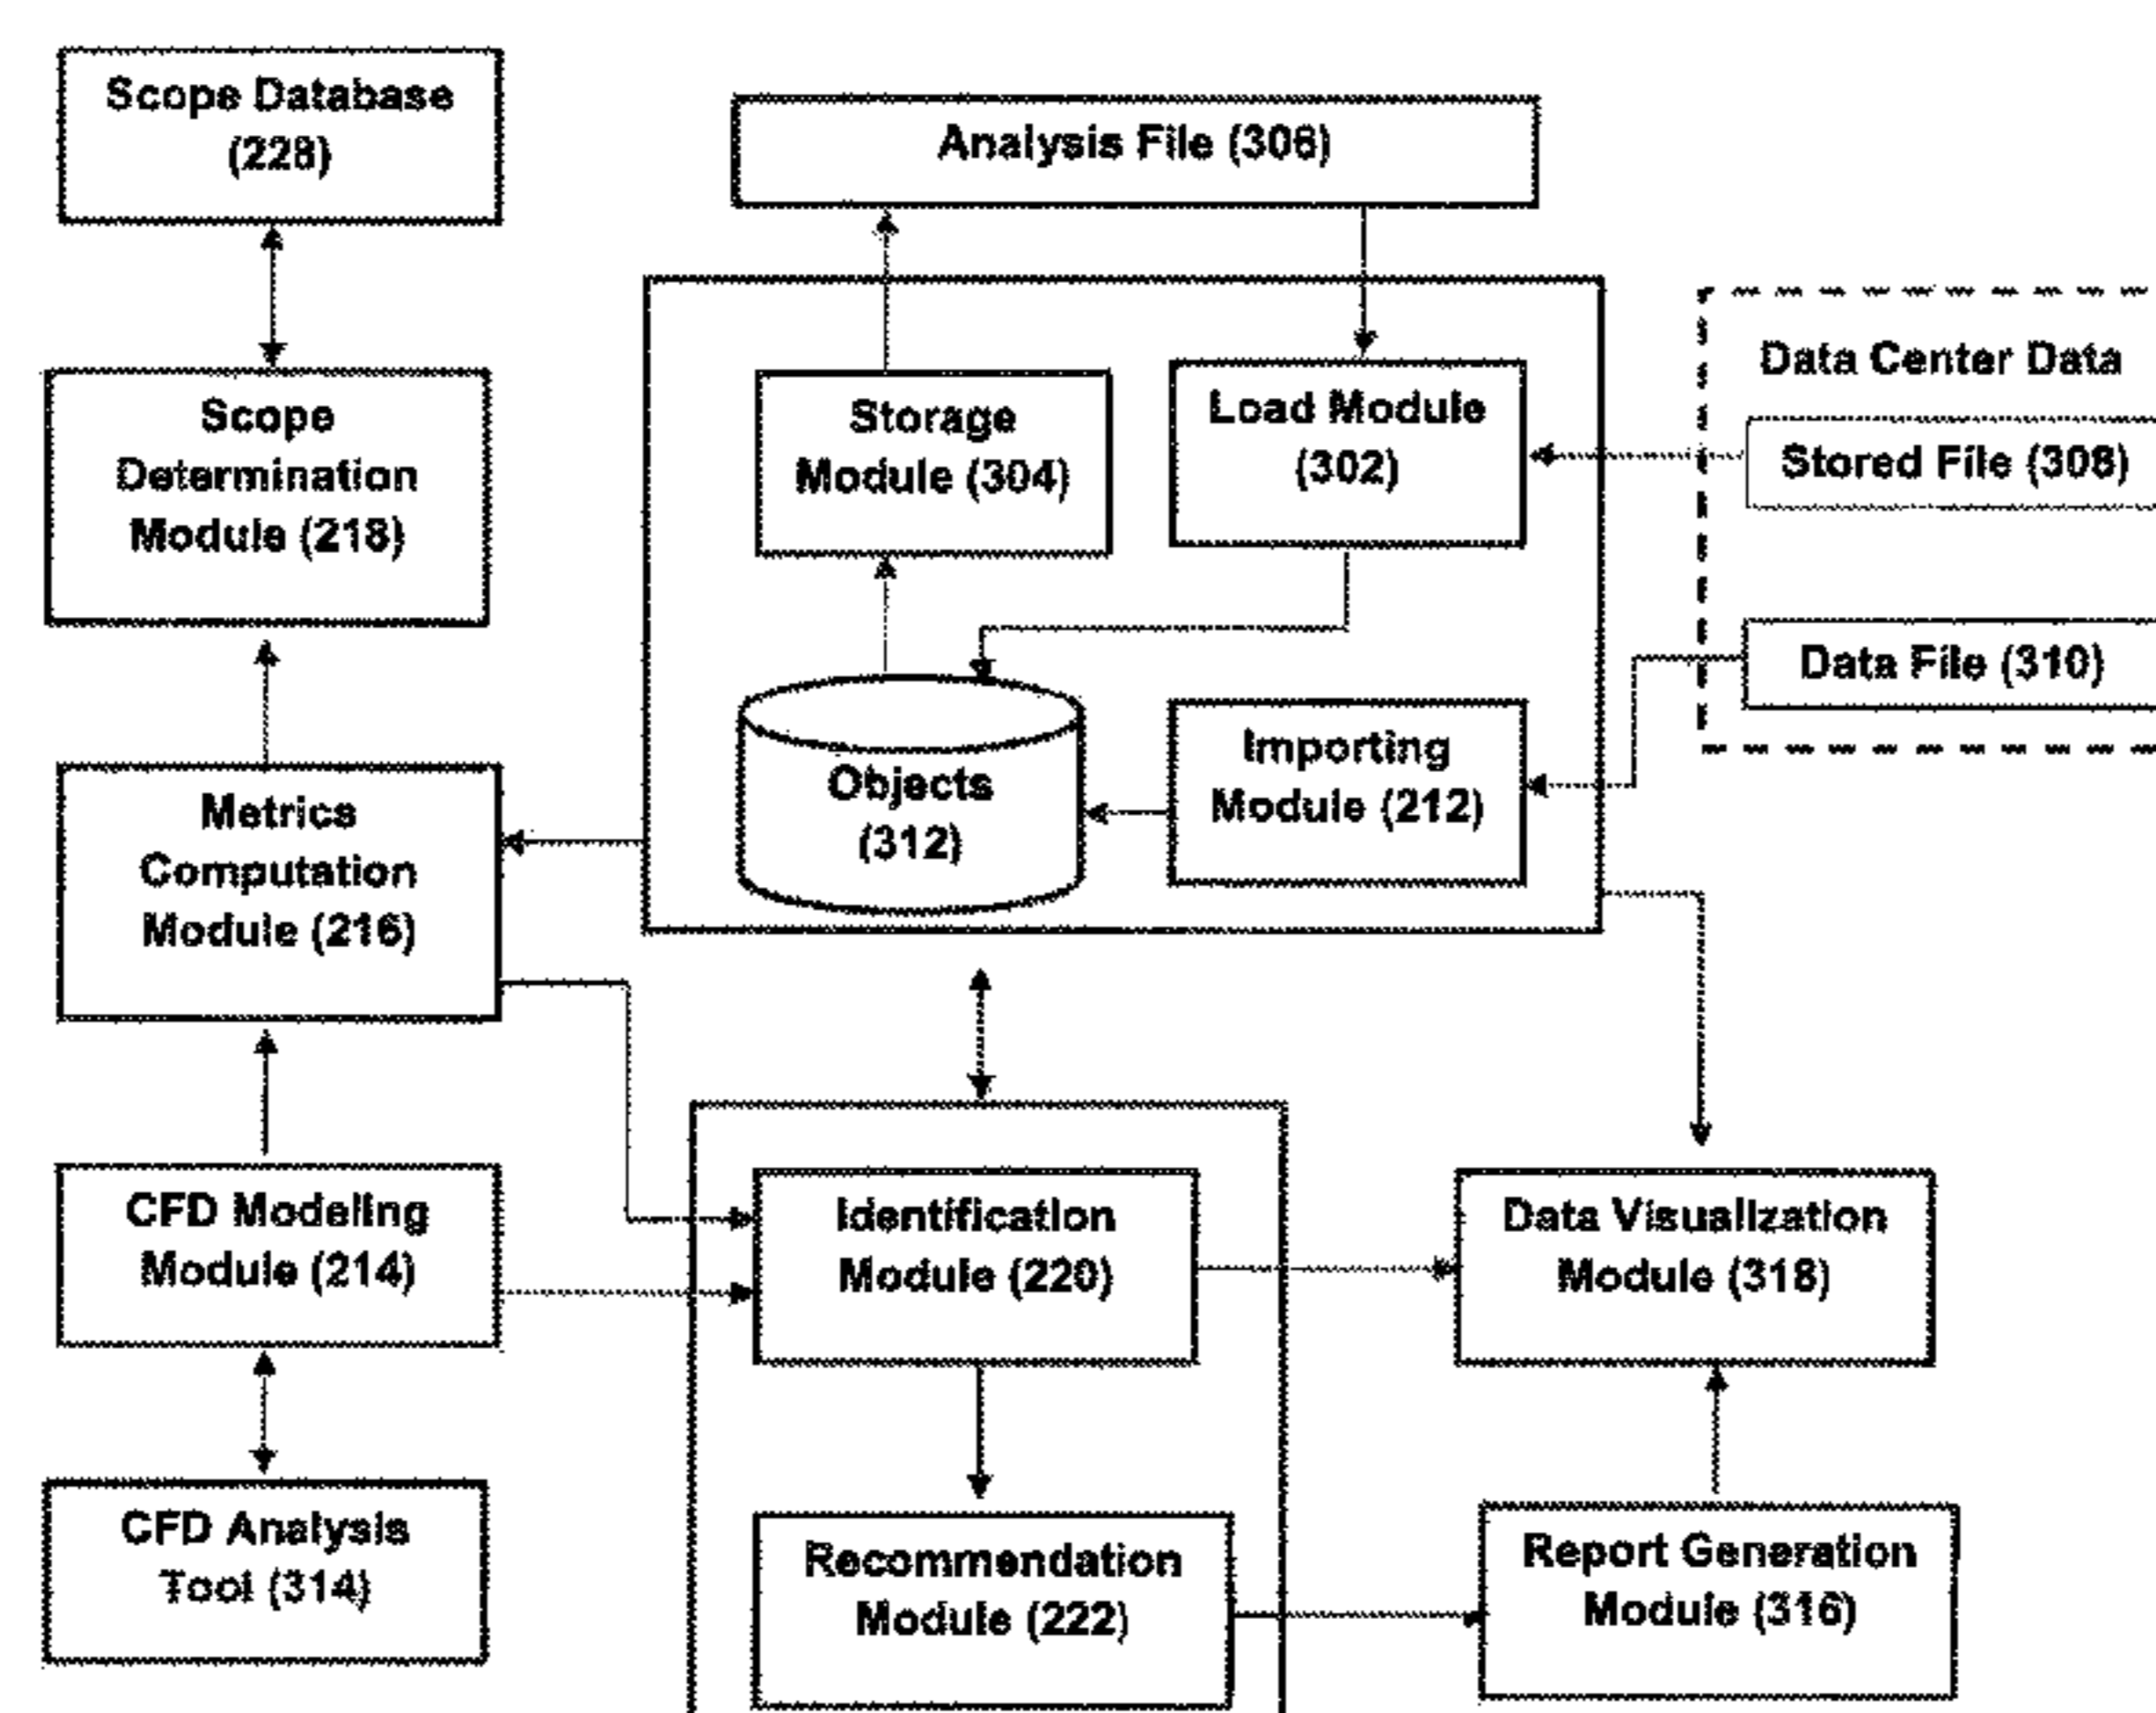 Scope Database
(228)
Analysis File (306)
Data Center Data
Stored File (308)
Data File (310)
Scope
Determination
Module (218)
Storage
Module (304)
Load Module
(302)
Objects
(312)
Importing
Module (212)
Metrics
Computation
Module (216)
CFD Modeling
Module (214)
Identification
Module (220)
Data Visualization
Module (318)
CFD Analysis
Tool (314)
Recommendation
Module (222)
Report Generation
Module (316)